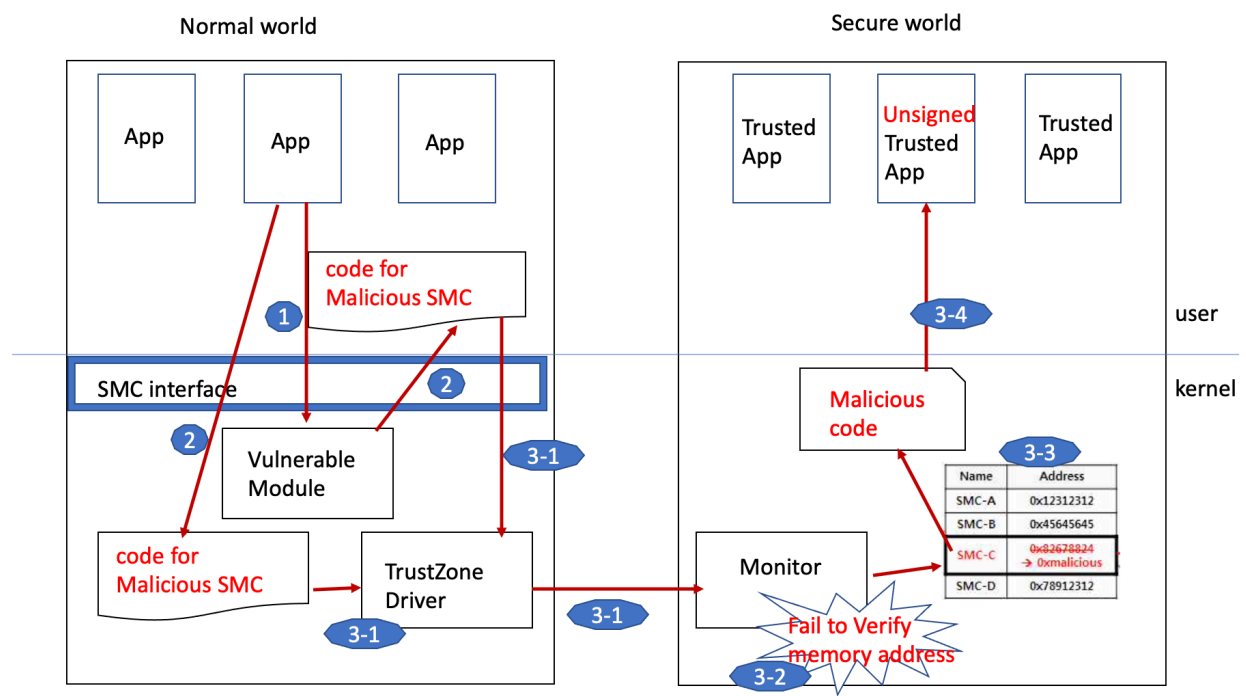 Normal world
Secure world
App
App
App
Trusted
App
Unsigned
Trusted
App
Trusted
App
code for
Malicious SMC
1
3-4
user
SMC interface
2
kernel
Malicious
code
2
Vulnerable
Module
3-1
3-3
Name Address
SMC-A 0x12312312
SMC-B 0x45645645
SMC-C 0x82678824
→ 0xmalicious
SMC-D 0x78912312
code for
Malicious SMC
TrustZone
Driver
Monitor
3-1
3-1
Fail to Verify
memory address
3-2